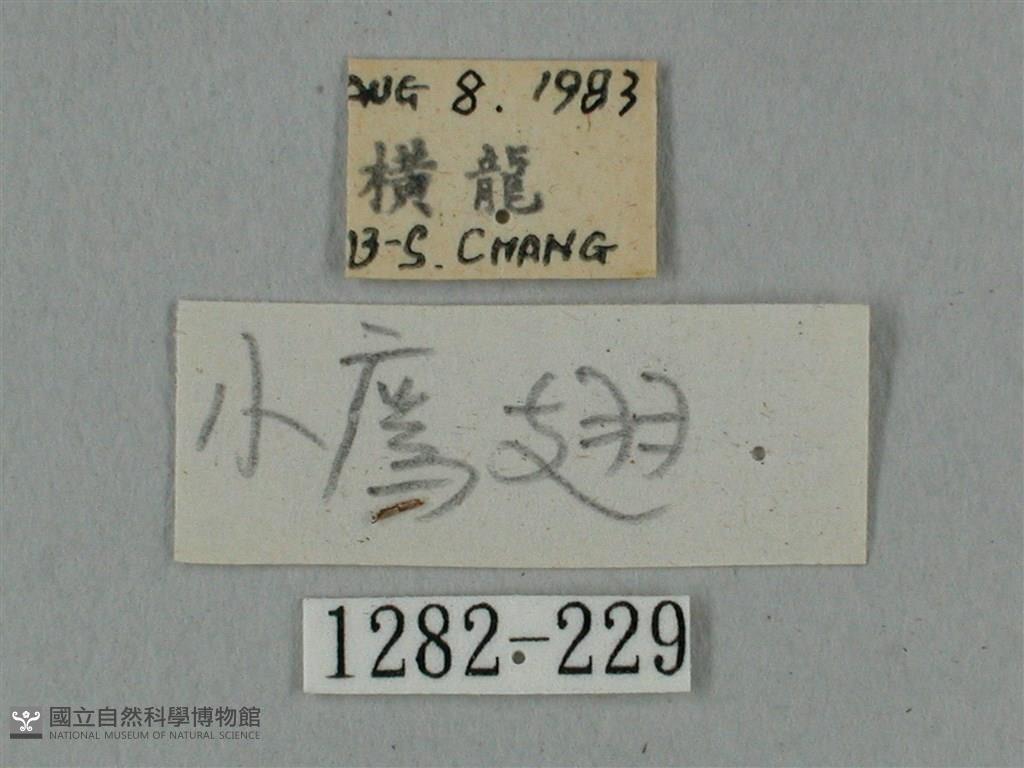 AUG 8. 1983
橫龍
B-S. CHANG
小鳶翅
1282-229
國立自然科學博物館
NATIONAL MUSEUM OF NATURAL SCIENCE